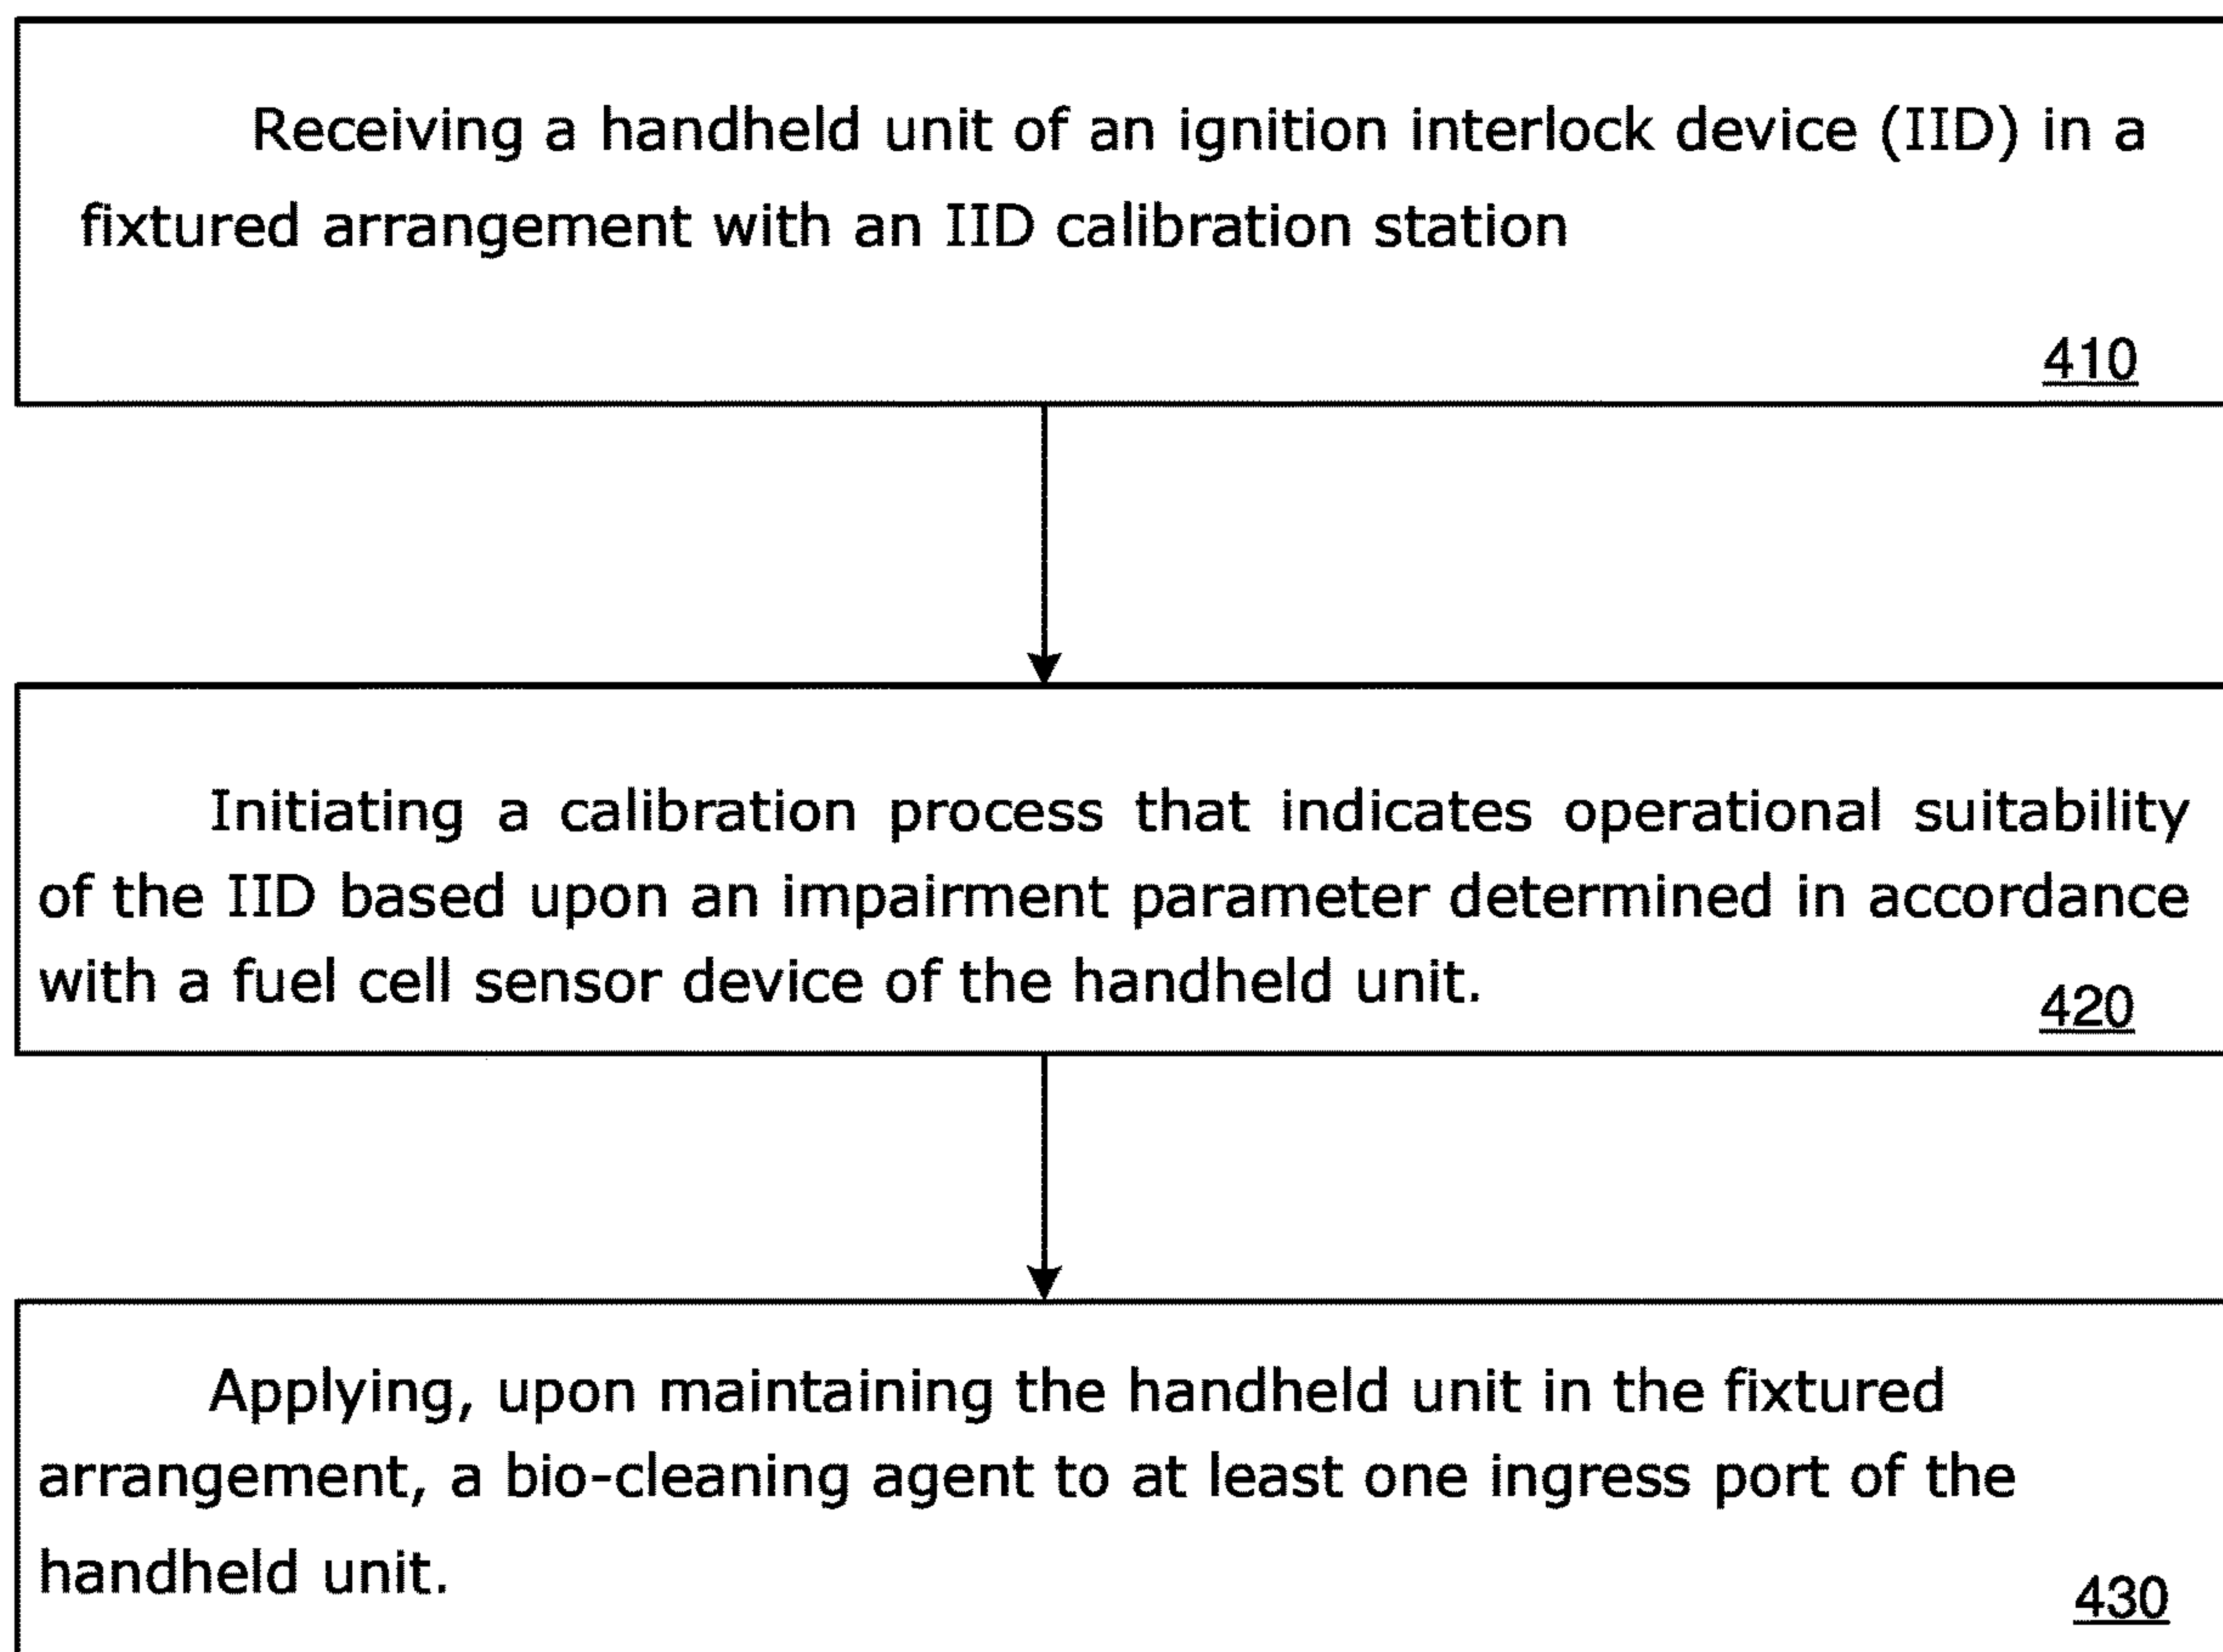 Receiving a handheld unit of an ignition interlock device (IID) in a
fixtured arrangement with an IID calibration station
410
Initiating a calibration process that indicates operational suitability
of the IID based upon an impairment parameter determined in accordance
with a fuel cell sensor device of the handheld unit.
420
Applying, upon maintaining the handheld unit in the fixtured
arrangement, a bio-cleaning agent to at least one ingress port of the
handheld unit.
430